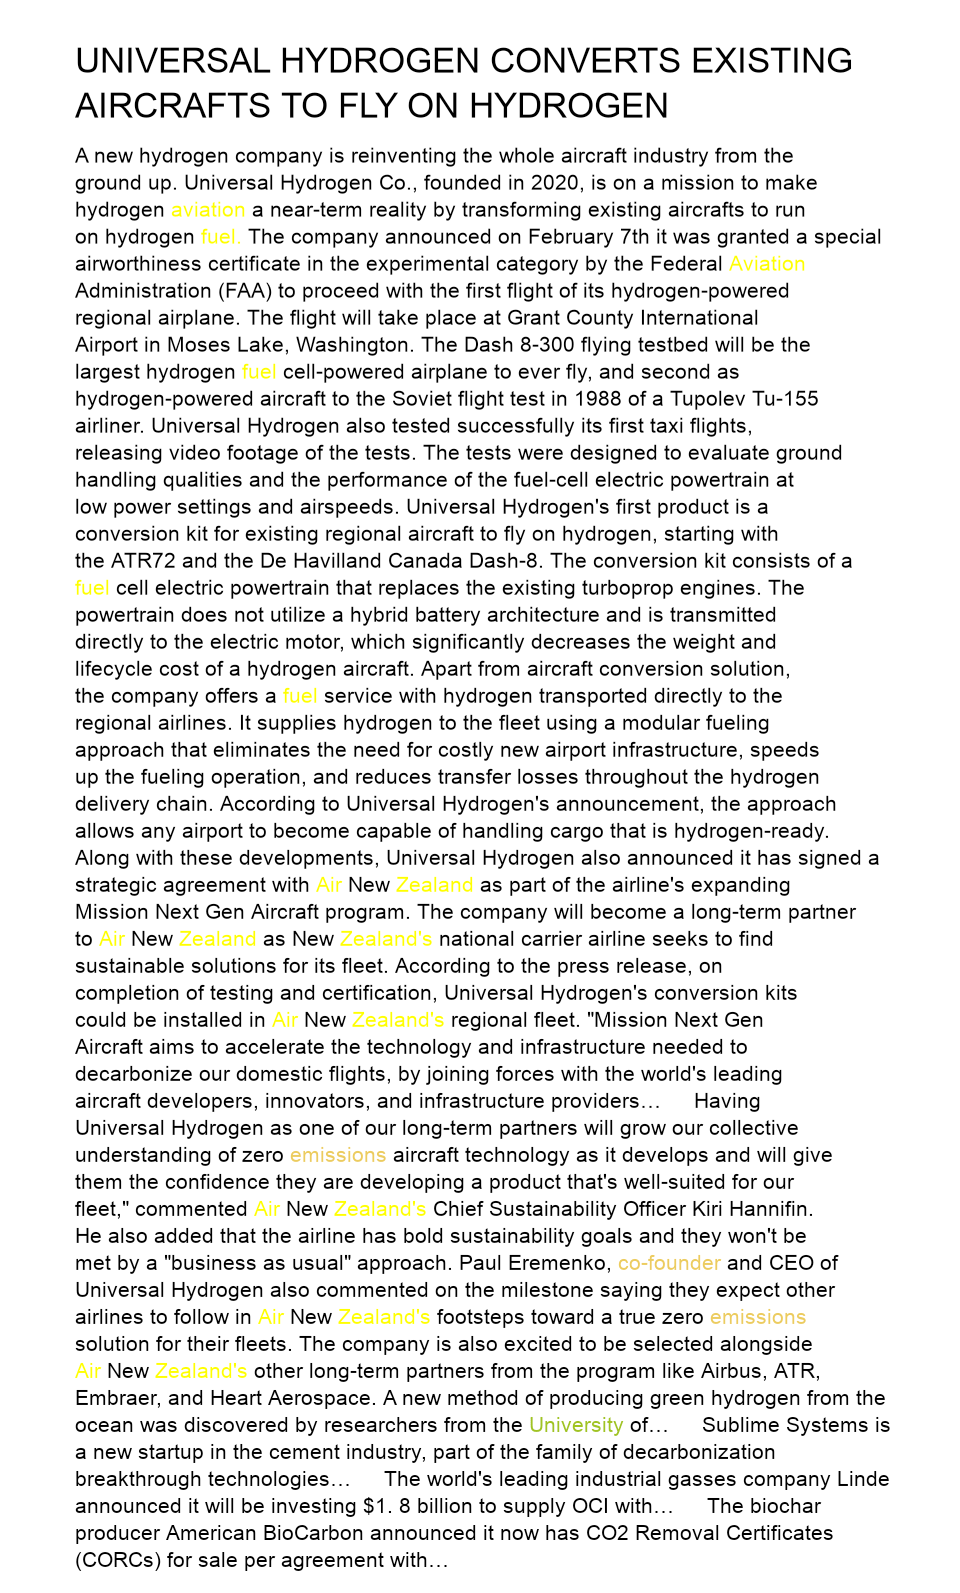 UNIVERSAL HYDROGEN CONVERTS EXISTING
AIRCRAFTS TO FLY ON HYDROGEN
A new hydrogen company is reinventing the whole aircraft industry from the
ground up. Universal Hydrogen Co., founded in 2020, is on a mission to make
hydrogen aviation a near-term reality by transforming existing aircrafts to run
on hydrogen fuel. The company announced on February 7th it was granted a special
airworthiness certificate in the experimental category by the Federal Aviation
Administration (FAA) to proceed with the first flight of its hydrogen-powered
regional airplane. The flight will take place at Grant County International
Airport in Moses Lake, Washington. The Dash 8-300 flying testbed will be the
largest hydrogen fuel cell-powered airplane to ever fly, and second as
hydrogen-powered aircraft to the Soviet flight test in 1988 of a Tupolev Tu-155
airliner. Universal Hydrogen also tested successfully its first taxi flights,
releasing video footage of the tests. The tests were designed to evaluate ground
handling qualities and the performance of the fuel-cell electric powertrain at
low power settings and airspeeds. Universal Hydrogen's first product is a
conversion kit for existing regional aircraft to fly on hydrogen, starting with
the ATR72 and the De Havilland Canada Dash-8. The conversion kit consists of a
fuel cell electric powertrain that replaces the existing turboprop engines. The
powertrain does not utilize a hybrid battery architecture and is transmitted
directly to the electric motor, which significantly decreases the weight and
lifecycle cost of a hydrogen aircraft. Apart from aircraft conversion solution,
the company offers a fuel service with hydrogen transported directly to the
regional airlines. It supplies hydrogen to the fleet using a modular fueling
approach that eliminates the need for costly new airport infrastructure, speeds
up the fueling operation, and reduces transfer losses throughout the hydrogen
delivery chain. According to Universal Hydrogen's announcement, the approach
allows any airport to become capable of handling cargo that is hydrogen-ready.
Along with these developments, Universal Hydrogen also announced it has signed a
strategic agreement with Air New Zealand as part of the airline's expanding
Mission Next Gen Aircraft program. The company will become a long-term partner
to Air New Zealand as New Zealand's national carrier airline seeks to find
sustainable solutions for its fleet. According to the press release, on
completion of testing and certification, Universal Hydrogen's conversion kits
could be installed in Air New Zealand's regional fleet. "Mission Next Gen
Aircraft aims to accelerate the technology and infrastructure needed to
decarbonize our domestic flights, by joining forces with the world's leading
aircraft developers, innovators, and infrastructure providers… Having
Universal Hydrogen as one of our long-term partners will grow our collective
understanding of zero emissions aircraft technology as it develops and will give
them the confidence they are developing a product that's well-suited for our
fleet," commented Air New Zealand's Chief Sustainability Officer Kiri Hannifin.
He also added that the airline has bold sustainability goals and they won't be
met by a "business as usual" approach. Paul Eremenko, co-founder and CEO of
Universal Hydrogen also commented on the milestone saying they expect other
airlines to follow in Air New Zealand's footsteps toward a true zero emissions
solution for their fleets. The company is also excited to be selected alongside
Air New Zealand's other long-term partners from the program like Airbus, ATR,
Embraer, and Heart Aerospace. A new method of producing green hydrogen from the
ocean was discovered by researchers from the University of… Sublime Systems is
a new startup in the cement industry, part of the family of decarbonization
breakthrough technologies… The world's leading industrial gasses company Linde
announced it will be investing $1. 8 billion to supply OCI with… The biochar
producer American BioCarbon announced it now has CO2 Removal Certificates
(CORCs) for sale per agreement with…